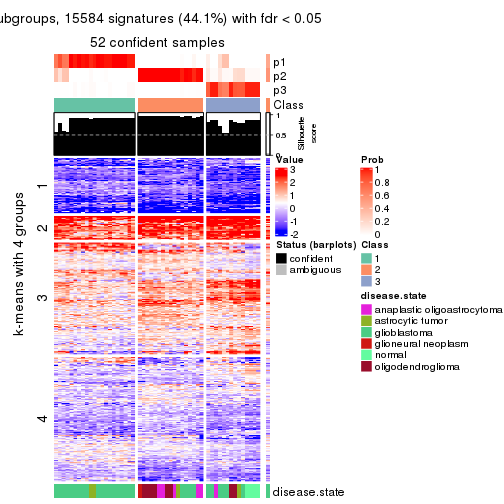 subgroups, 15584 signatures (44.1%) with fdr < 0.05
52 confident samples
p1
p2
p3
Class
1
0.5
0
Silhouette
score
k-means with 4 groups
1
2
3
4
Value
3
2
1
0
-1
-2
Prob
1
0.8
0.6
0.4
0.2
0
Status (barplots)
confident
ambiguous
Class
1
2
3
disease.state
anaplastic oligoastrocytoma
astrocytic tumor
glioblastoma
glioneural neoplasm
normal
oligodendroglioma
disease.state